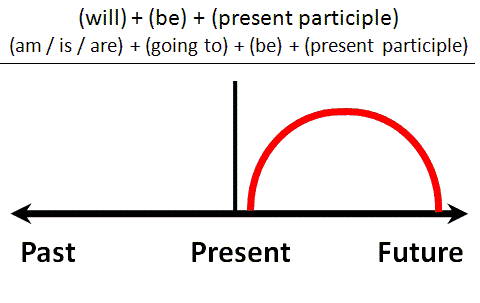 (will) + (be) + (present participle)
(am / is / are) + (going to) + (be) + (present participle)
Past Present Future